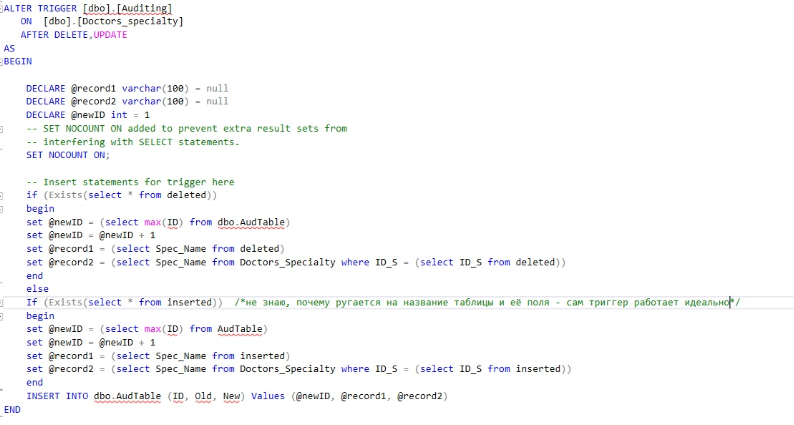 ALTER TRIGGER [dbo].[Auditing]
ON [dbo].[Doctors_specialty]
AFTER DELETE,UPDATE
AS
BEGIN
DECLARE @record1 varchar(100) = null
DECLARE @record2 varchar(100) = null
DECLARE @newID int = 1
-- SET NOCOUNT ON added to prevent extra result sets from
-- interfering with SELECT statements.
SET NOCOUNT ON;
-- Insert statements for trigger here
if (Exists(select * from deleted))
begin
set @newID = (select max(ID) from dbo.AudTable)
set @newID = @newID + 1
set @record1 = (select Spec_Name from deleted)
set @record2 = (select Spec_Name from Doctors_Specialty where ID_S = (select ID_S from deleted))
end
else
If (Exists(select * from inserted)) /*не знаю, почему ругается на название таблицы и её поля - сам триггер работает идеально*/
begin
set @newID = (select max(ID) from AudTable)
set @newID = @newID + 1
set @record1 = (select Spec_Name from inserted)
set @record2 = (select Spec_Name from Doctors_Specialty where ID_S = (select ID_S from inserted))
end
INSERT INTO dbo.AudTable (ID, Old, New) Values (@newID, @record1, @record2)
END